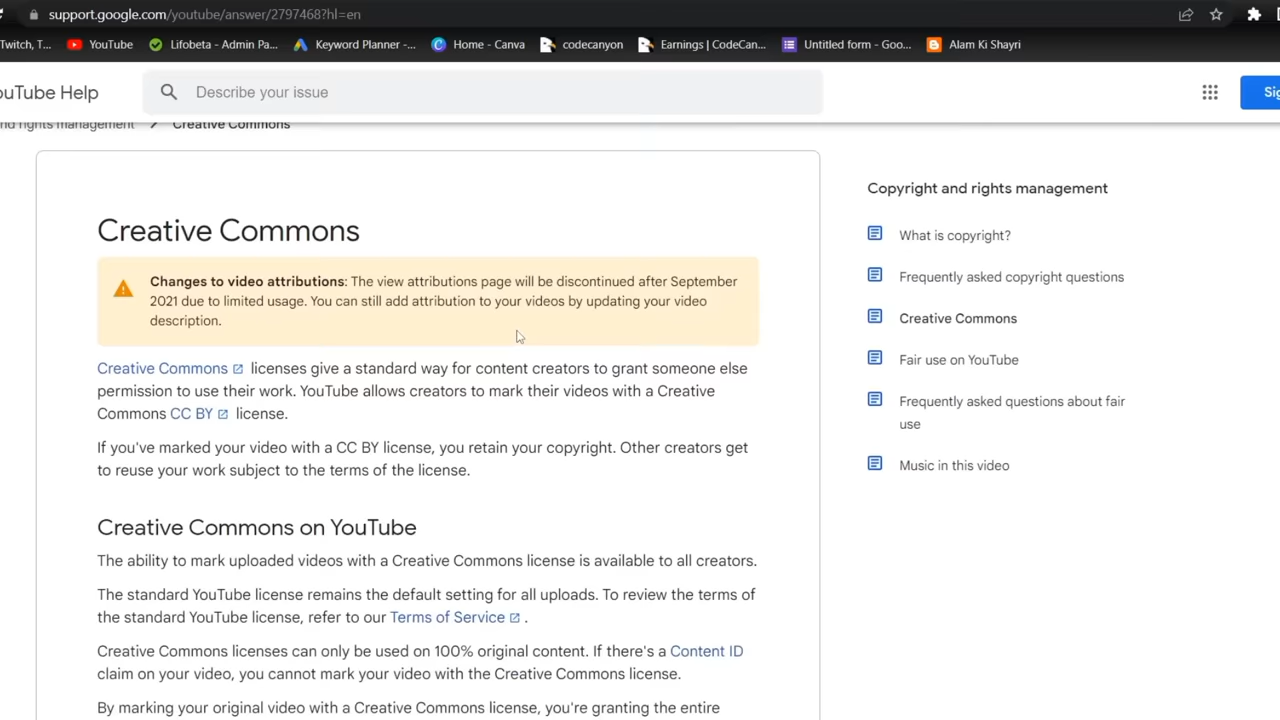 support.google.com/youtube/answer/2797468?hl=en
Twitch, T... YouTube Lifobeta - Admin Pa... Keyword Planner -... Home - Canva codecanyon Earnings | CodeCan... Untitled form - Goo... Alam Ki Shayri
ouTube Help Describe your issue Sig
nd rights management Creative Commons
Creative Commons
Changes to video attributions: The view attributions page will be discontinued after September
2021 due to limited usage. You can still add attribution to your videos by updating your video
description.
Creative Commons licenses give a standard way for content creators to grant someone else
permission to use their work. YouTube allows creators to mark their videos with a Creative
Commons CC BY license.
If you've marked your video with a CC BY license, you retain your copyright. Other creators get
to reuse your work subject to the terms of the license.
Creative Commons on YouTube
The ability to mark uploaded videos with a Creative Commons license is available to all creators.
The standard YouTube license remains the default setting for all uploads. To review the terms of
the standard YouTube license, refer to our Terms of Service .
Creative Commons licenses can only be used on 100% original content. If there's a Content ID
claim on your video, you cannot mark your video with the Creative Commons license.
By marking your original video with a Creative Commons license, you're granting the entire
Copyright and rights management
What is copyright?
Frequently asked copyright questions
Creative Commons
Fair use on YouTube
Frequently asked questions about fair
use
Music in this video